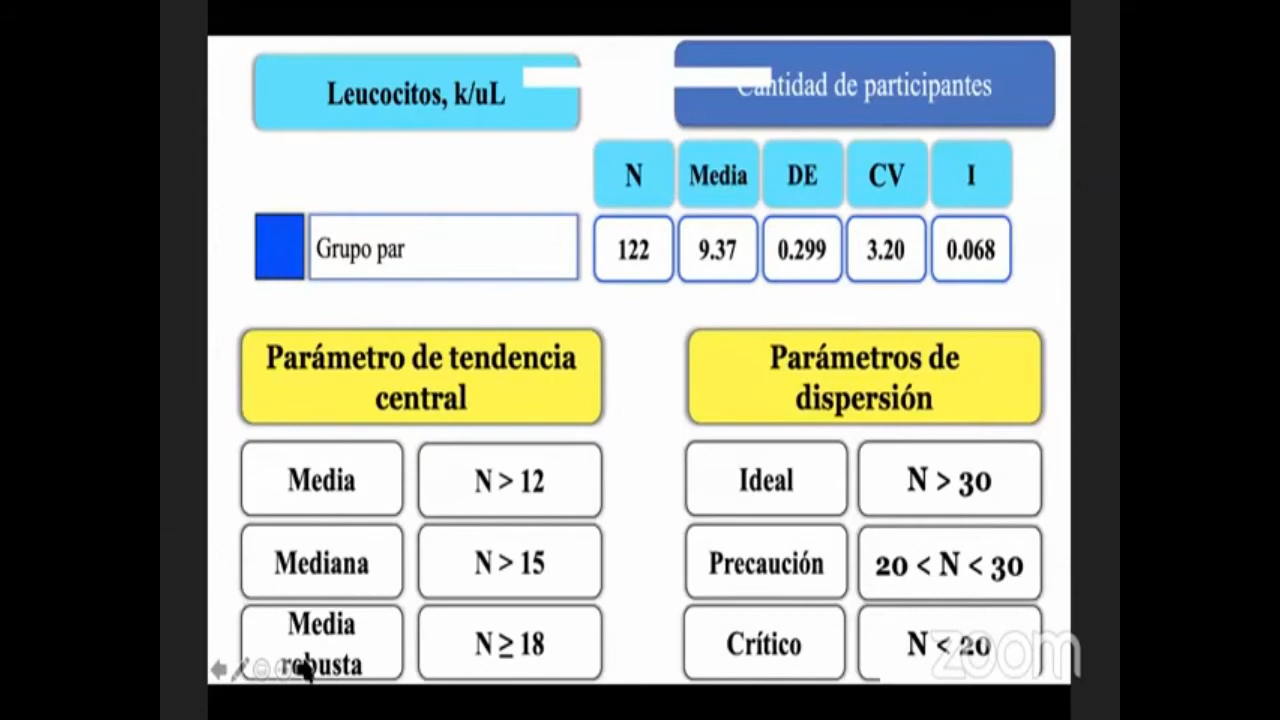 Leucocitos, k/uL
Cantidad de participantes
N Media DE CV I
Grupo par 122 9.37 0.299 3.20 0.068
Parámetro de tendencia
central
Parámetros de
dispersión
Media N > 12 Ideal N > 30
Mediana N > 15 Precaución 20 < N < 30
Media
robusta N ≥ 18 Crítico N < 20
zoom